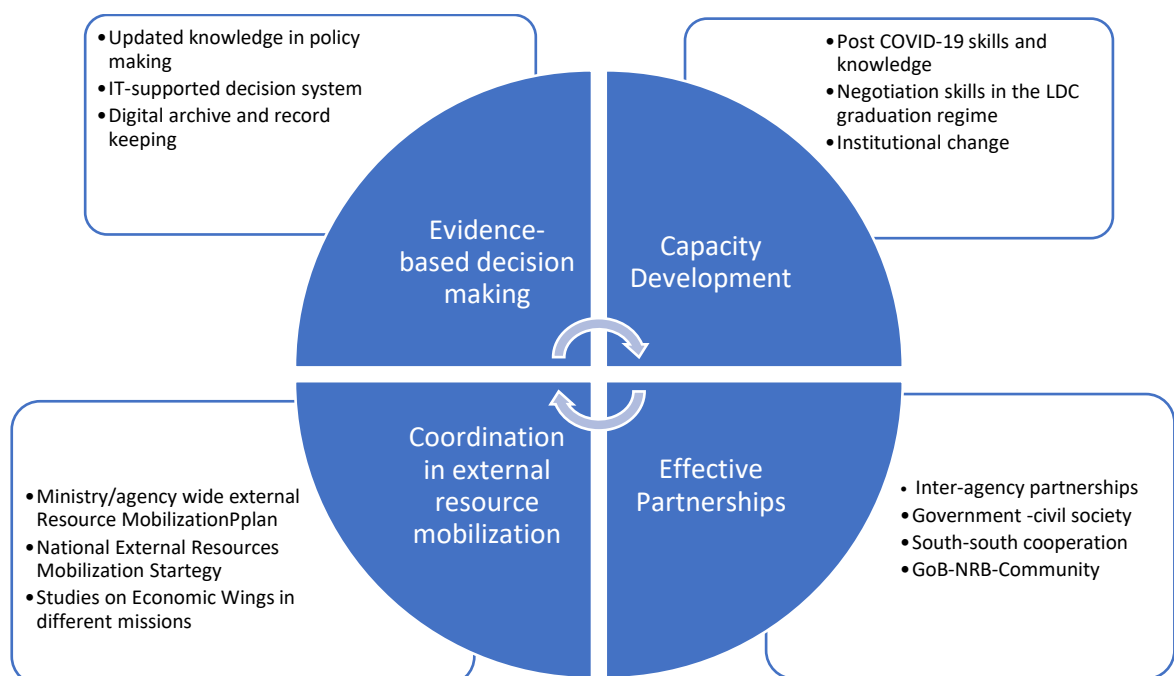 •Updated knowledge in policy
making
•IT-supported decision system
•Digital archive and record
keeping
•Post COVID-19 skills and
knowledge
•Negotiation skills in the LDC
graduation regime
•Institutional change
Evidence-
based decision
making
Capacity
Development
Coordination
in external
resource
mobilization
Effective
Partnerships
•Ministry/agency wide external
Resource MobilizationPplan
•National External Resources
Mobilization Startegy
•Studies on Economic Wings in
different missions
• Inter-agency partnerships
•Government -civil society
•South-south cooperation
•GoB-NRB-Community